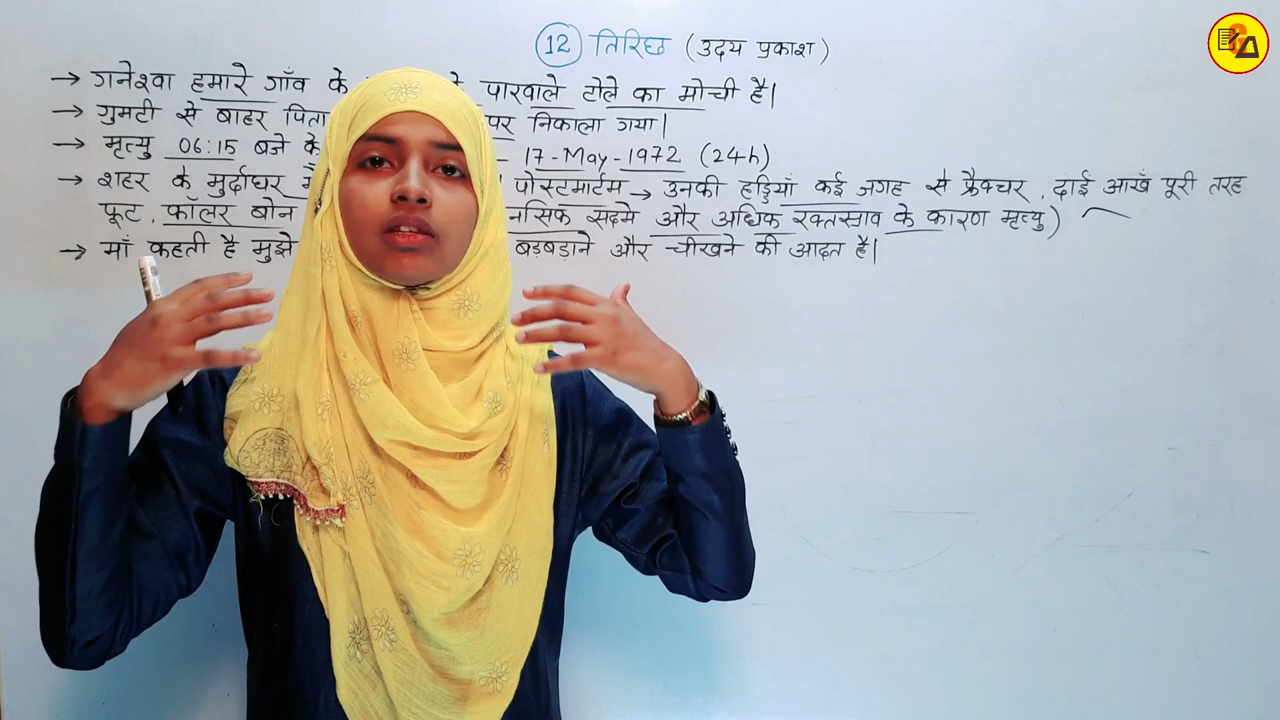 12 तिरिछ (उदय प्रकाश)
→ गनेश्वा हमारे गाँव के पारवाले टोले का मोची है।
→ गुमटी से बाहर पिता पर निकाला गया।
→ मृत्यु 06:15 बजे के - 17-May-1972 (24h)
→ शहर के मुर्दाघर में पोस्टमार्टम → उनकी हड्डियाँ कई जगह से फ्रैक्चर, दाई आखँ पूरी तरह
फूट, कॉलर बोन नसिक सदमे और अधिक रक्तस्त्राव के कारण मृत्यु)
→ माँ कहती है मुझे बड़बड़ाने और चीखने की आदत है।